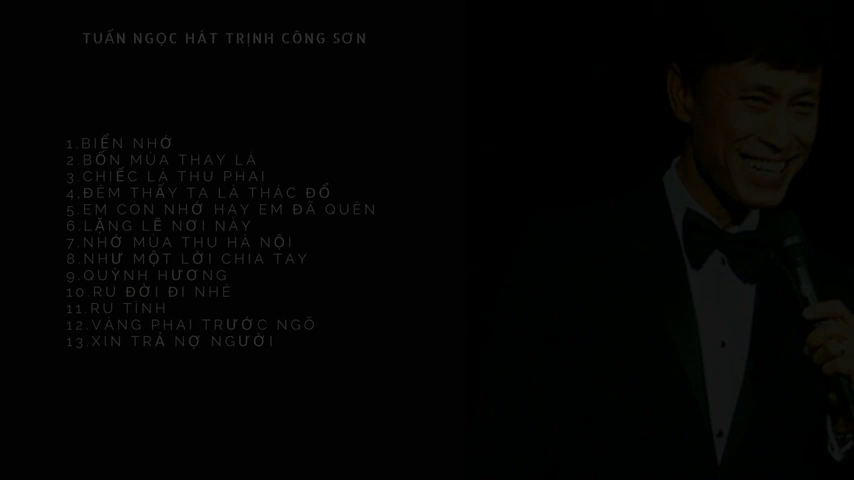 TUẤN NGỌC HÁT TRỊNH CÔNG SƠN
1.BIỂN NHỚ
2.BỐN MÙA THAY LÁ
3.CHIẾC LÁ THU PHAI
4.ĐÊM THẤY TA LÀ THÁC ĐỔ
5.EM CÒN NHỚ HAY EM ĐÃ QUÊN
6.LẶNG LẼ NƠI NÀY
7.NHỚ MÙA THU HÀ NỘI
8.NHƯ MỘT LỜI CHIA TAY
9.QUỲNH HƯƠNG
10.RU ĐỜI ĐI NHÉ
11.RU TÌNH
12.VÀNG PHAI TRƯỚC NGÕ
13.XIN TRẢ NỢ NGƯỜI